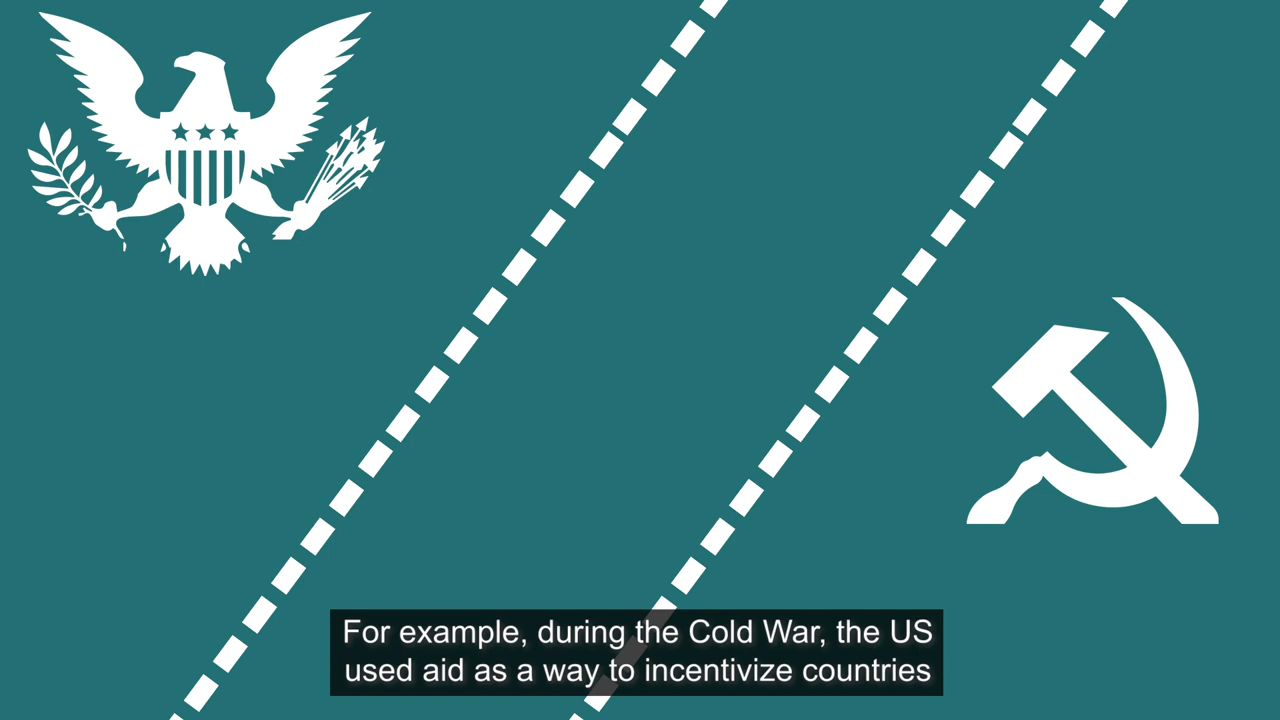 For example, during the Cold War, the US
used aid as a way to incentivize countries